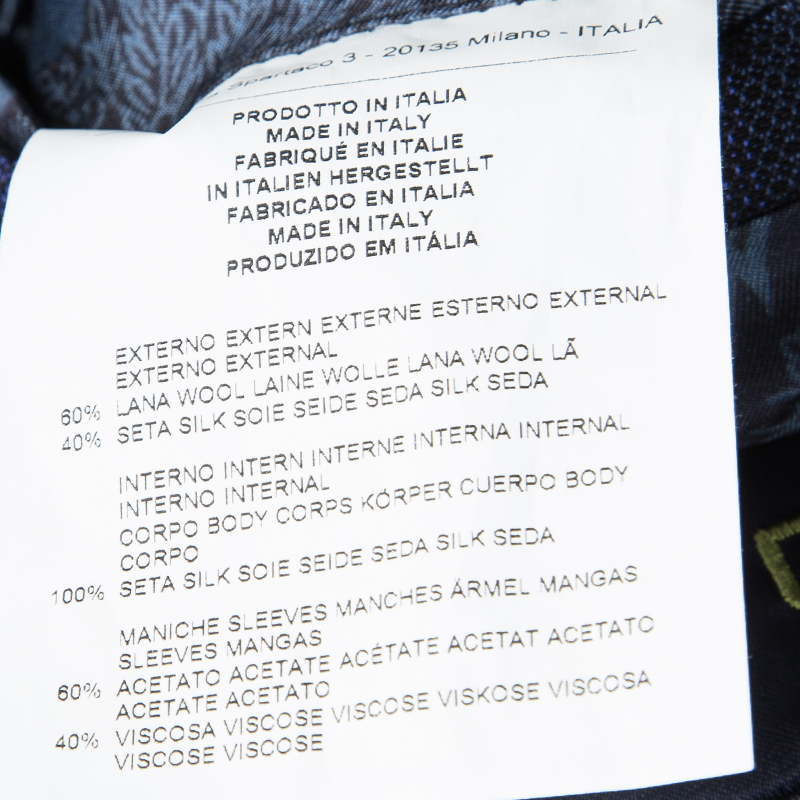 Spartaco 3 - 20135 Milano - ITALIA
PRODOTTO IN ITALIA
MADE IN ITALY
FABRIQUÉ EN ITALIE
IN ITALIEN HERGESTELLT
FABRICADO EN ITALIA
MADE IN ITALY
PRODUZIDO EM ITÁLIA
EXTERNO EXTERN EXTERNE ESTERNO EXTERNAL
EXTERNO EXTERNAL
60% LANA WOOL LAINE WOLLE LANA WOOL LÃ
40% SETA SILK SOIE SEIDE SEDA SILK SEDA
INTERNO INTERN INTERNE INTERNA INTERNAL
INTERNO INTERNAL
CORPO BODY CORPS KÖRPER CUERPO BODY
CORPO
100% SETA SILK SOIE SEIDE SEDA SILK SEDA
MANICHE SLEEVES MANCHES ÄRMEL MANGAS
SLEEVES MANGAS
60% ACETATO ACETATE ACÉTATE ACETAT ACETATO
ACETATE ACETATO
40% VISCOSA VISCOSE VISCOSE VISKOSE VISCOSA
VISCOSE VISCOSE